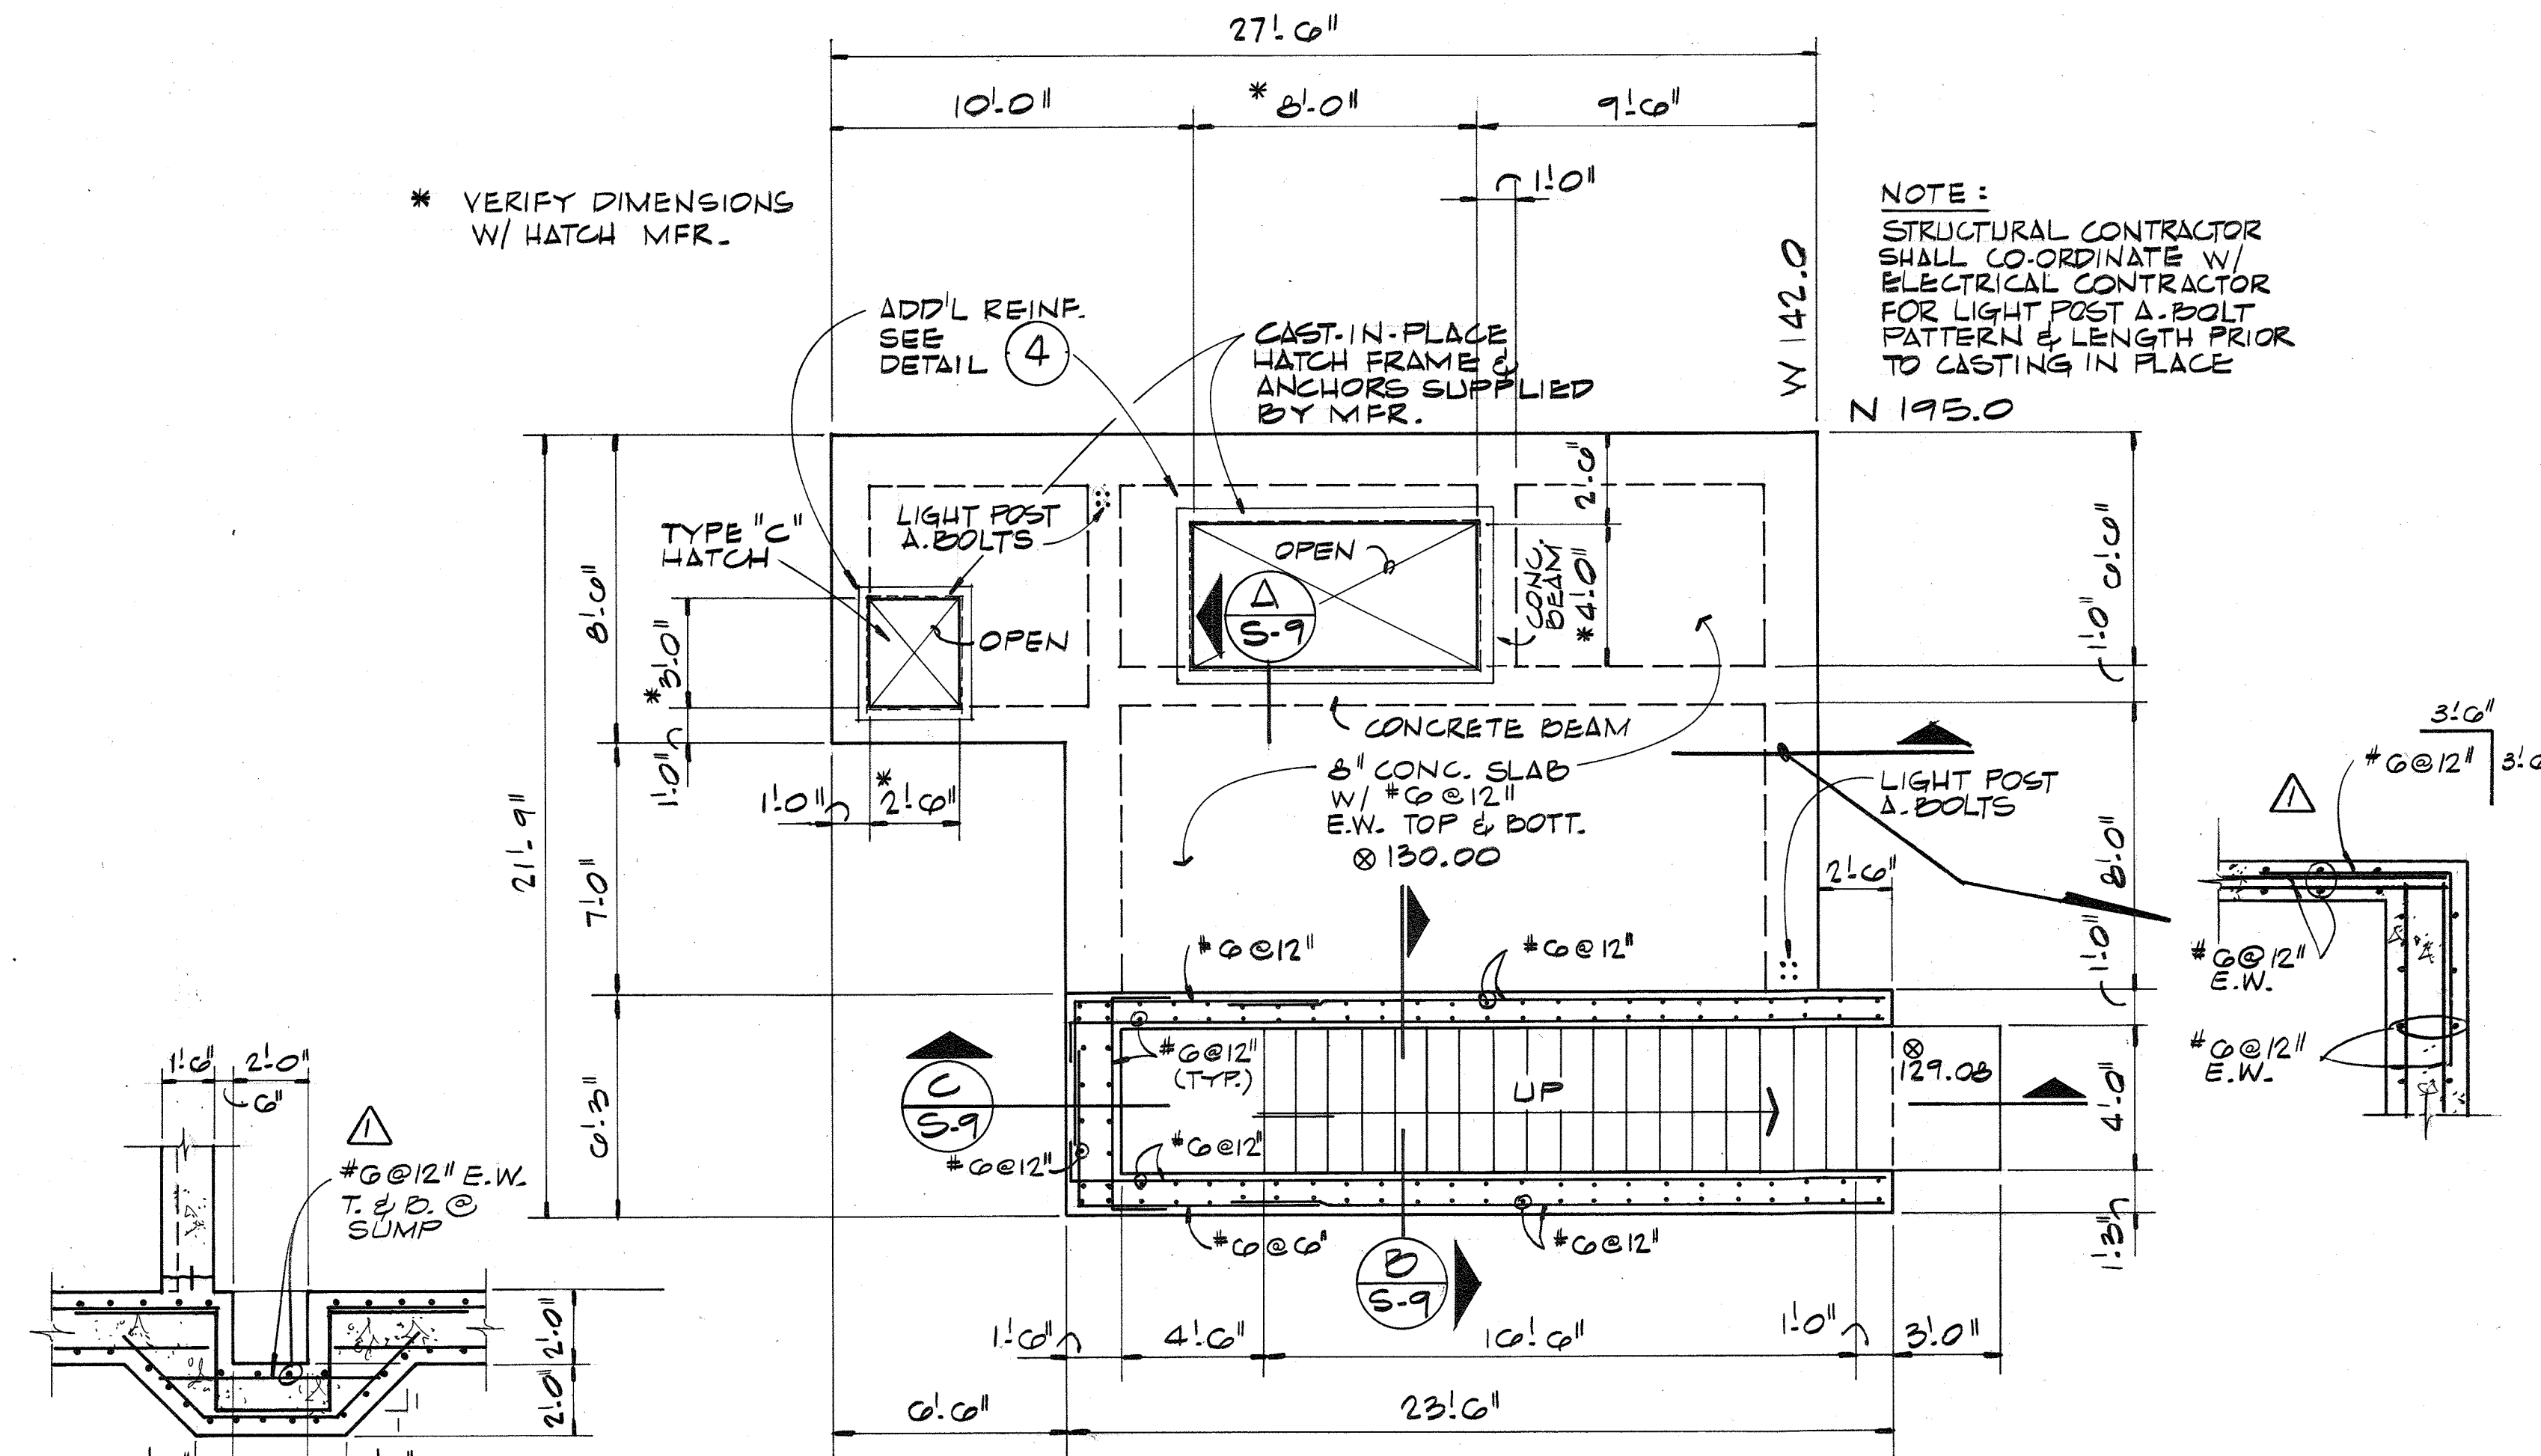 27'-6"
10'-0"
* 8'-0"
9'-6"
1'-0"
* VERIFY DIMENSIONS
W/ HATCH MFR.
NOTE :
STRUCTURAL CONTRACTOR
SHALL CO-ORDINATE W/
ELECTRICAL CONTRACTOR
FOR LIGHT POST A.BOLT
PATTERN & LENGTH PRIOR
TO CASTING IN PLACE
W 142.0
N 195.0
ADD'L REINF.
SEE
DETAIL 4
CAST-IN-PLACE
HATCH FRAME &
ANCHORS SUPPLIED
BY MFR.
2'-6"
TYPE "C"
HATCH
LIGHT POST
A.BOLTS
OPEN
A
S-9
CONC.
BEAM
*4'-0"
6'-6"
1'-0"
8'-6"
*3'-0"
OPEN
1'-0"
1'-0"
* 2'-6"
CONCRETE BEAM
8" CONC. SLAB
W/ #6@12"
E.W. TOP & BOTT.
⊗ 130.00
LIGHT POST
A.BOLTS
2'-6"
21'-9"
7'-0"
8'-0"
1'-0"
3'-6"
#6@12"
1
#6@12"
E.W.
#6@12"
E.W.
#6@12"
#6@12"
#6@12"
(TYP.)
UP
⊗
129.08
C
S-9
#6@12"
#6@12"
6'-3"
4'-0"
1'-3"
#6@6"
#6@12"
B
S-9
1'-6"
4'-6"
16'-6"
1'-0"
3'-0"
6'-6"
23'-6"
1'-6"
2'-0"
6"
1
#6@12" E.W.
T. & B. @
SUMP
2'-0"
2'-0"